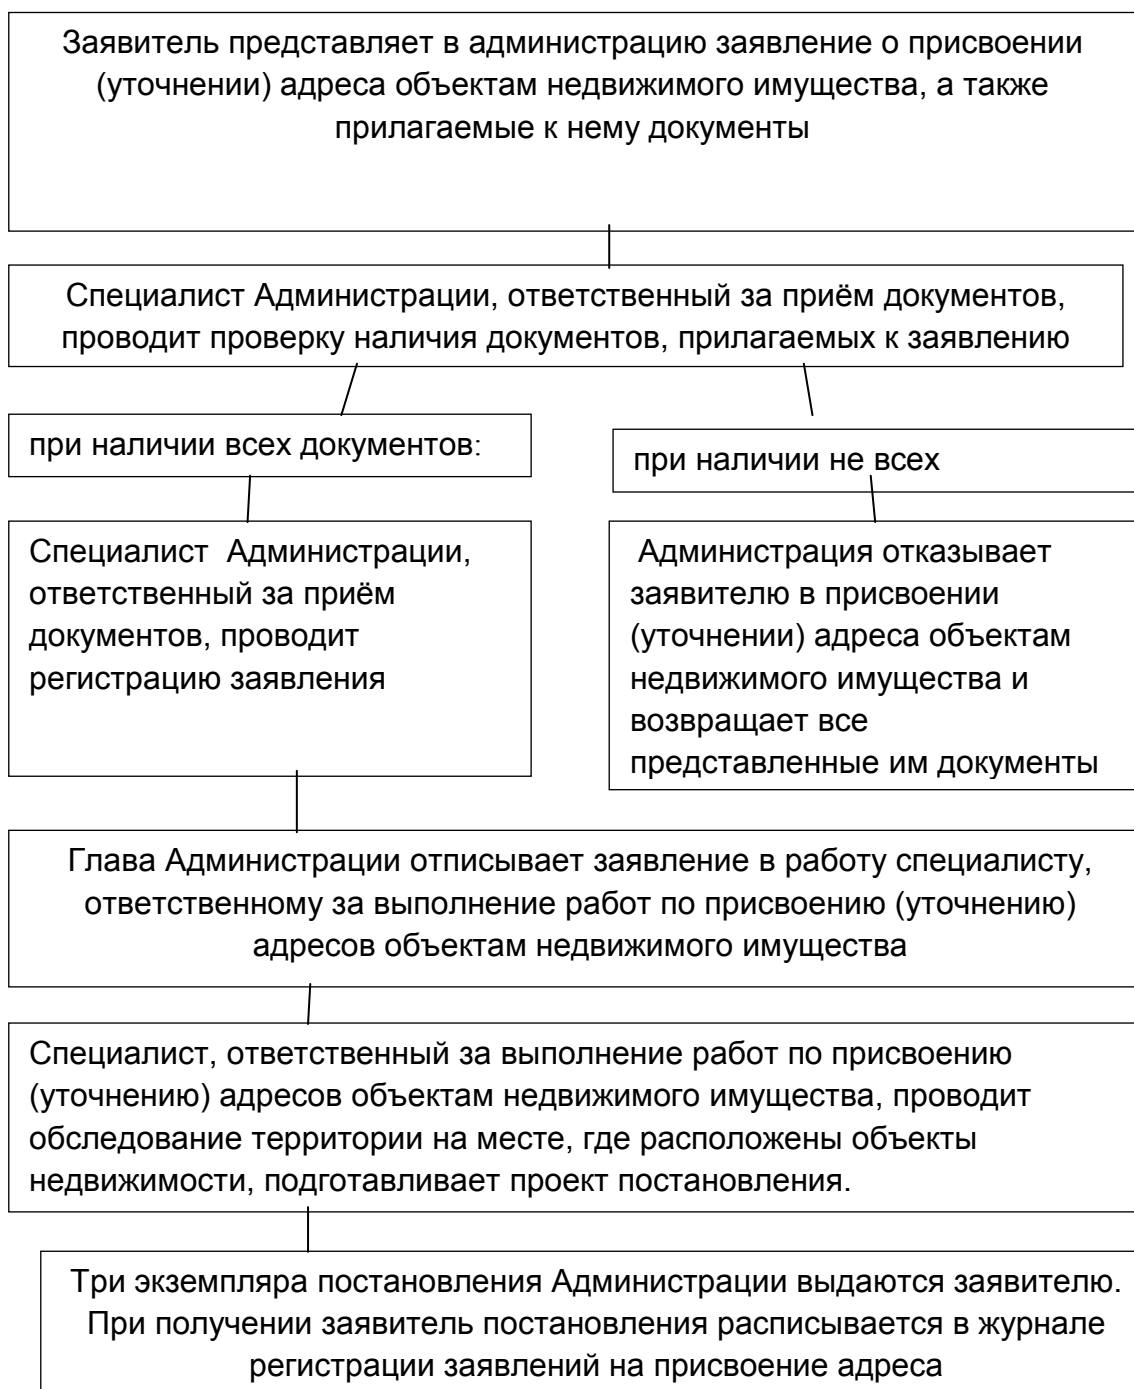 Заявитель представляет в администрацию заявление о присвоении
(уточнении) адреса объектам недвижимого имущества, а также
прилагаемые к нему документы
Специалист Администрации, ответственный за приём документов,
проводит проверку наличия документов, прилагаемых к заявлению
при наличии всех документов:
при наличии не всех
Специалист Администрации,
ответственный за приём
документов, проводит
регистрацию заявления
Администрация отказывает
заявителю в присвоении
(уточнении) адреса объектам
недвижимого имущества и
возвращает все
представленные им документы
Глава Администрации отписывает заявление в работу специалисту,
ответственному за выполнение работ по присвоению (уточнению)
адресов объектам недвижимого имущества
Специалист, ответственный за выполнение работ по присвоению
(уточнению) адресов объектам недвижимого имущества, проводит
обследование территории на месте, где расположены объекты
недвижимости, подготавливает проект постановления.
Три экземпляра постановления Администрации выдаются заявителю.
При получении заявитель постановления расписывается в журнале
регистрации заявлений на присвоение адреса